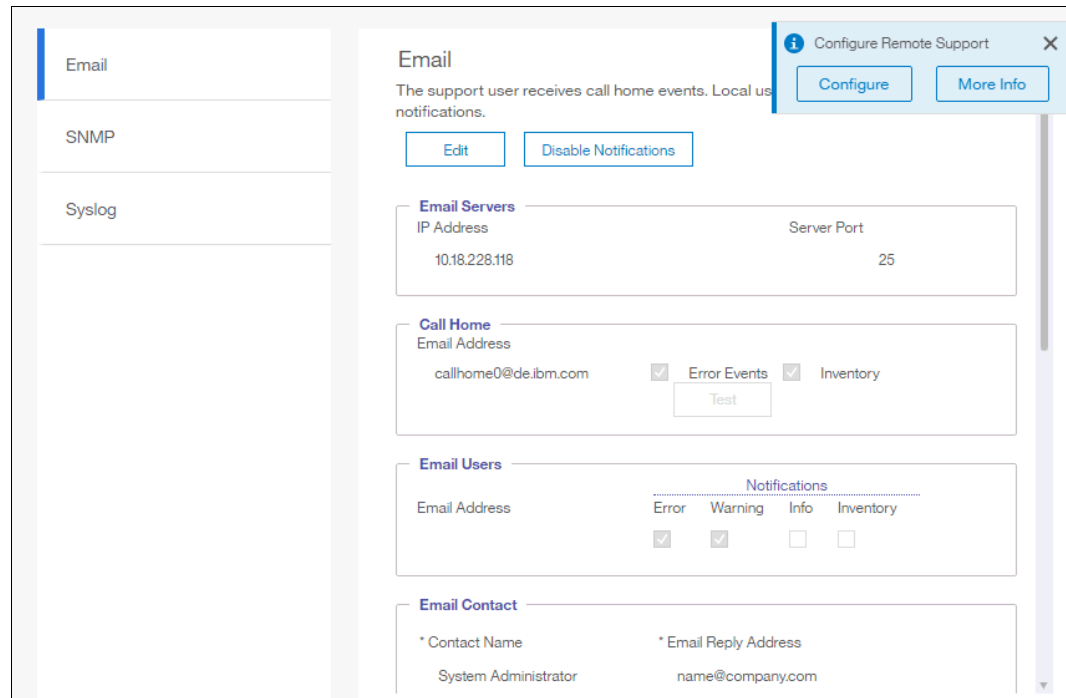 Email
SNMP
Syslog
Configure Remote Support
Configure
More Info
Email
The support user receives call home events. Local us
notifications.
Edit
Disable Notifications
Email Servers
IP Address
Server Port
10.18.228.118
25
Call Home
Email Address
callhome0@de.ibm.com
Error Events
Inventory
Test
Email Users
Notifications
Email Address
Error
Warning
Info
Inventory
Email Contact
* Contact Name
* Email Reply Address
System Administrator
name@company.com